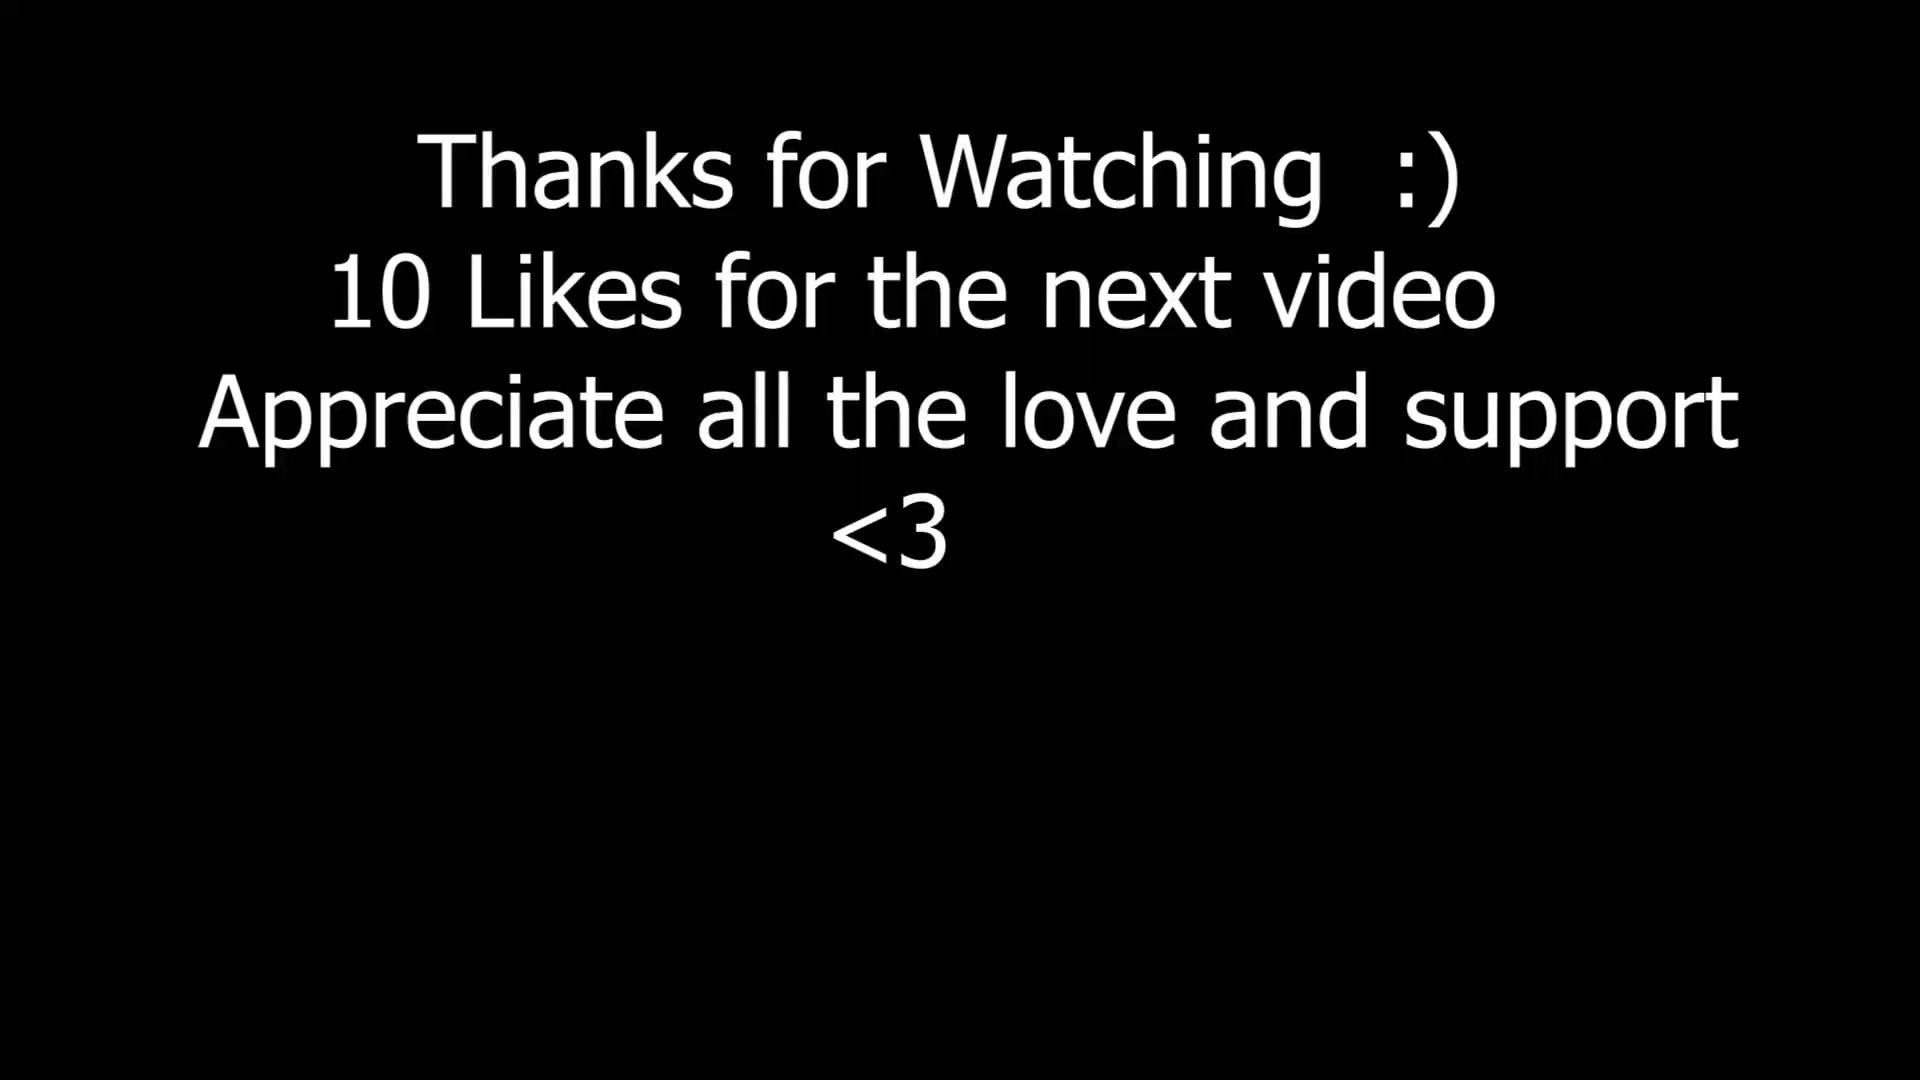 Thanks for Watching  :)
10 Likes for the next video
Appreciate all the love and support
<3